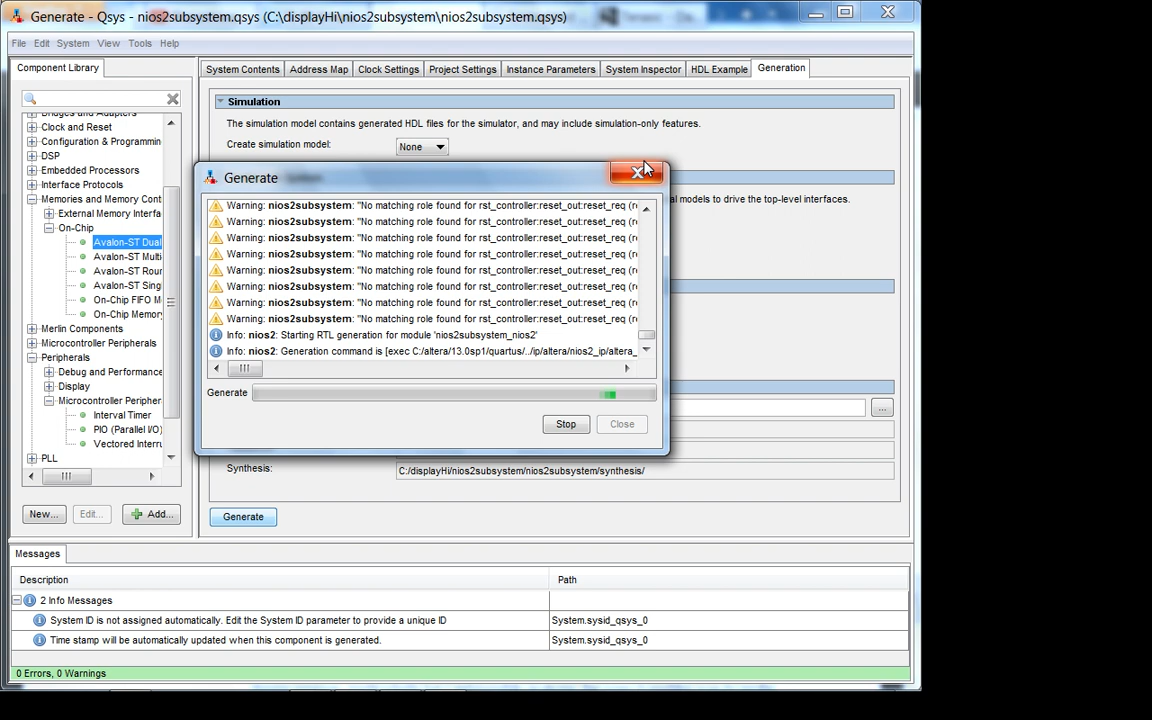 Generate - Qsys - nios2subsystem.qsys (C:\displayHi\nios2subsystem\nios2subsystem.qsys)
File Edit System View Tools Help
Component Library
System Contents Address Map Clock Settings Project Settings Instance Parameters System Inspector HDL Example Generation
Simulation
The simulation model contains generated HDL files for the simulator, and may include simulation-only features.
Create simulation model: None
Bridges and Adapters
Clock and Reset
Configuration & Programmin
DSP
Embedded Processors
Interface Protocols
Memories and Memory Cont
External Memory Interfa
On-Chip
Avalon-ST Dual
Avalon-ST Multi
Avalon-ST Roun
Avalon-ST Sing
On-Chip FIFO M
On-Chip Memor
Merlin Components
Microcontroller Peripherals
Peripherals
Debug and Performance
Display
Microcontroller Peripher
Interval Timer
PIO (Parallel I/O)
Vectored Interru
PLL
New... Edit... Add...
al models to drive the top-level interfaces.
Generate
Warning: nios2subsystem: "No matching role found for rst_controller:reset_out:reset_req (r
Warning: nios2subsystem: "No matching role found for rst_controller:reset_out:reset_req (r
Warning: nios2subsystem: "No matching role found for rst_controller:reset_out:reset_req (r
Warning: nios2subsystem: "No matching role found for rst_controller:reset_out:reset_req (r
Warning: nios2subsystem: "No matching role found for rst_controller:reset_out:reset_req (r
Warning: nios2subsystem: "No matching role found for rst_controller:reset_out:reset_req (r
Warning: nios2subsystem: "No matching role found for rst_controller:reset_out:reset_req (r
Warning: nios2subsystem: "No matching role found for rst_controller:reset_out:reset_req (r
Info: nios2: Starting RTL generation for module 'nios2subsystem_nios2'
Info: nios2: Generation command is [exec C:/altera/13.0sp1/quartus/../ip/altera/nios2_ip/altera_
Generate
Stop Close
...
Synthesis: C:/displayHi/nios2subsystem/nios2subsystem/synthesis/
Generate
Messages
Description Path
2 Info Messages
System ID is not assigned automatically. Edit the System ID parameter to provide a unique ID System.sysid_qsys_0
Time stamp will be automatically updated when this component is generated. System.sysid_qsys_0
0 Errors, 0 Warnings